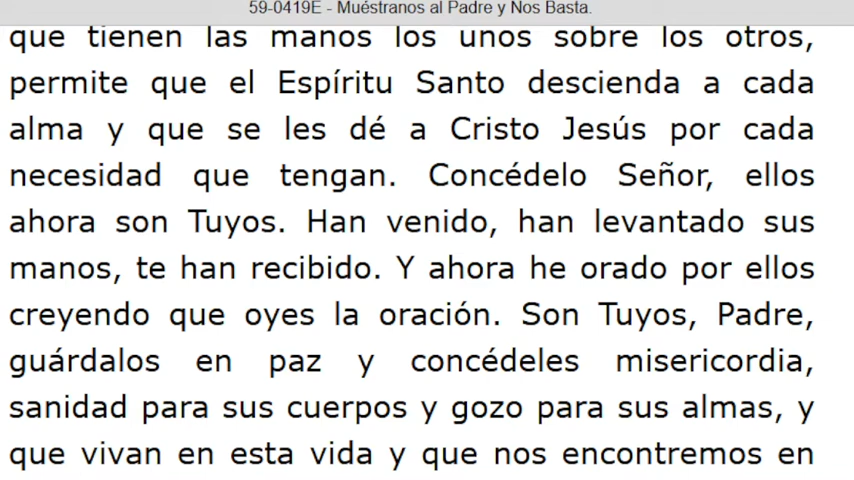 59-0419E - Muéstranos al Padre y Nos Basta.
que tienen las manos los unos sobre los otros,
permite que el Espíritu Santo descienda a cada
alma y que se les dé a Cristo Jesús por cada
necesidad que tengan. Concédelo Señor, ellos
ahora son Tuyos. Han venido, han levantado sus
manos, te han recibido. Y ahora he orado por ellos
creyendo que oyes la oración. Son Tuyos, Padre,
guárdalos en paz y concédeles misericordia,
sanidad para sus cuerpos y gozo para sus almas, y
que vivan en esta vida y que nos encontremos en